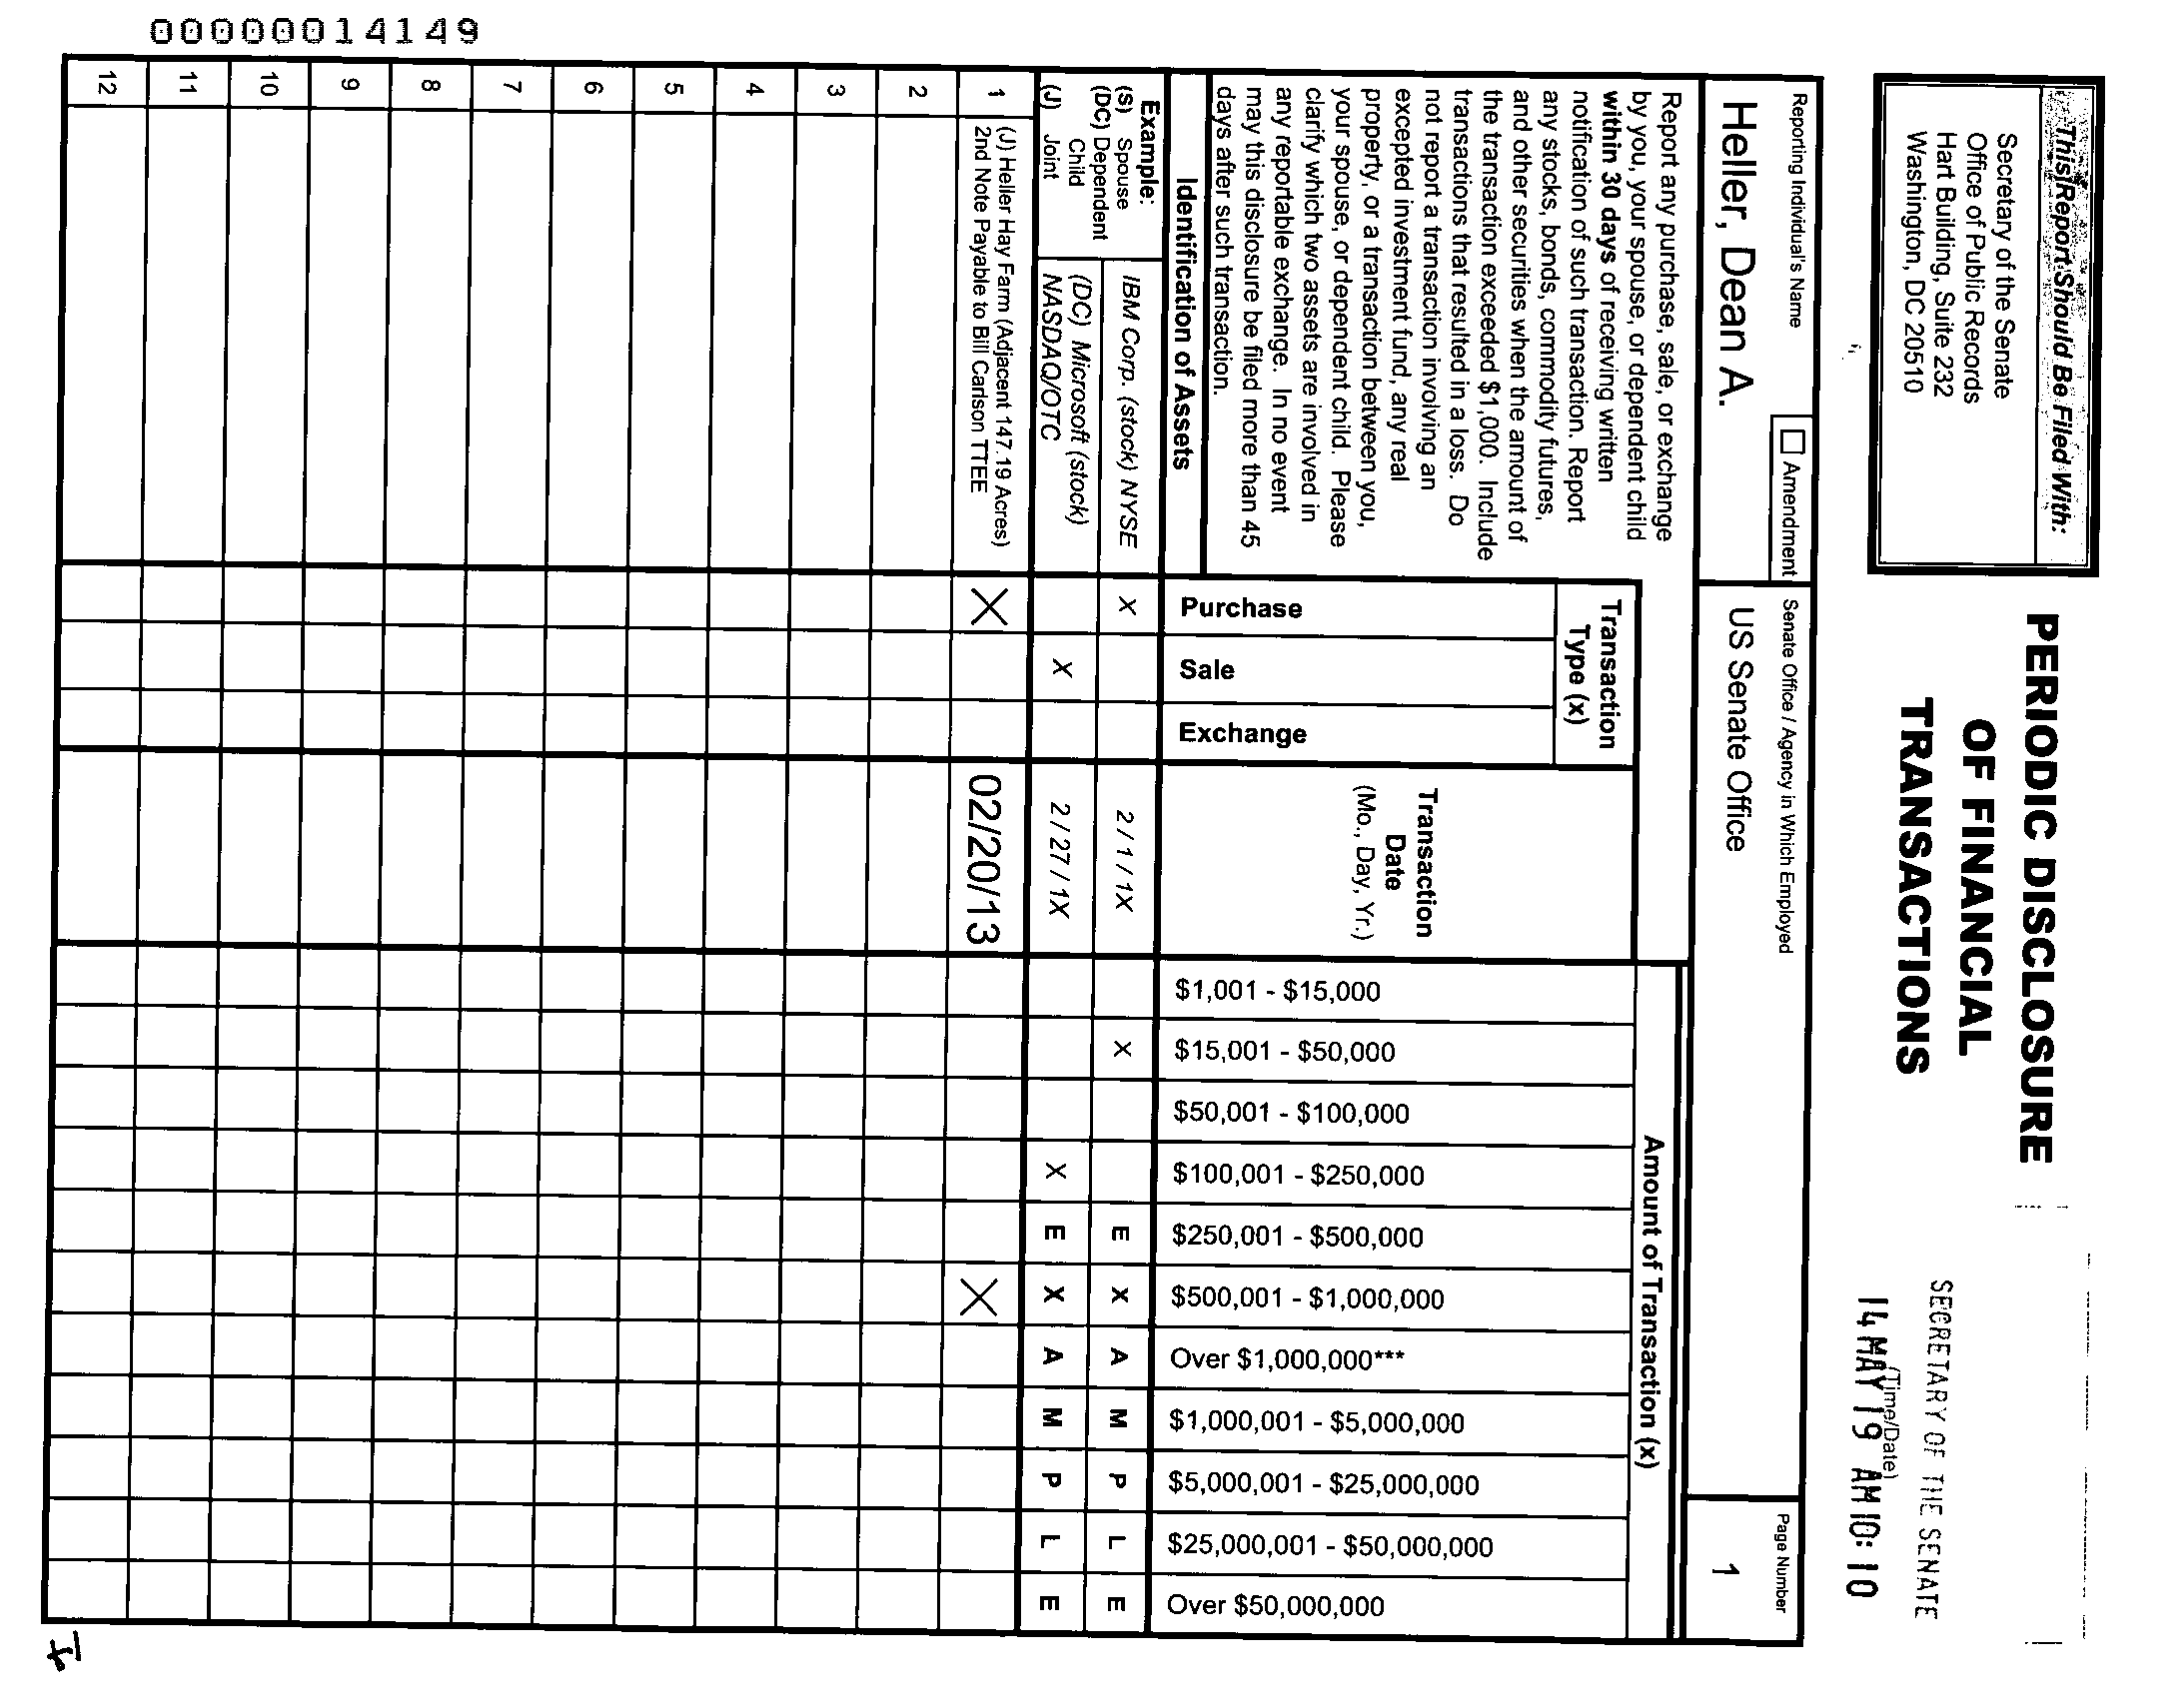 This Report Should Be Filed With:
Secretary of the Senate
Office of Public Records
Hart Building, Suite 232
Washington, DC 20510
PERIODIC DISCLOSURE
OF FINANCIAL
TRANSACTIONS
SECRETARY OF THE SENATE
(Time/Date)
14 MAY 19 AM 10: 10
Reporting Individual's Name
Heller, Dean A.
☐ Amendment
Senate Office / Agency in Which Employed
US Senate Office
Page Number
1
Report any purchase, sale, or exchange
by you, your spouse, or dependent child
within 30 days of receiving written
notification of such transaction. Report
any stocks, bonds, commodity futures,
and other securities when the amount of
the transaction exceeded $1,000. Include
transactions that resulted in a loss. Do
not report a transaction involving an
excepted investment fund, any real
property, or a transaction between you,
your spouse, or dependent child. Please
clarify which two assets are involved in
any reportable exchange. In no event
may this disclosure be filed more than 45
days after such transaction.
Identification of Assets
Transaction
Type (x)
Purchase
Sale
Exchange
Transaction
Date
(Mo., Day, Yr.)
Amount of Transaction (x)
$1,001 - $15,000
$15,001 - $50,000
$50,001 - $100,000
$100,001 - $250,000
$250,001 - $500,000
$500,001 - $1,000,000
Over $1,000,000***
$1,000,001 - $5,000,000
$5,000,001 - $25,000,000
$25,000,001 - $50,000,000
Over $50,000,000
Example:
(S) Spouse
(DC) Dependent
Child
(J) Joint
IBM Corp. (stock) NYSE X 2 / 1 / 1X X E X A M P L E
(DC) Microsoft (stock)
NASDAQ/OTC X 2 / 27 / 1X X E X A M P L E
1 (J) Heller Hay Farm (Adjacent 147.19 Acres)
2nd Note Payable to Bill Carlson TTEE X 02/20/13 X
2
3
4
5
6
7
8
9
10
11
12
00000014149